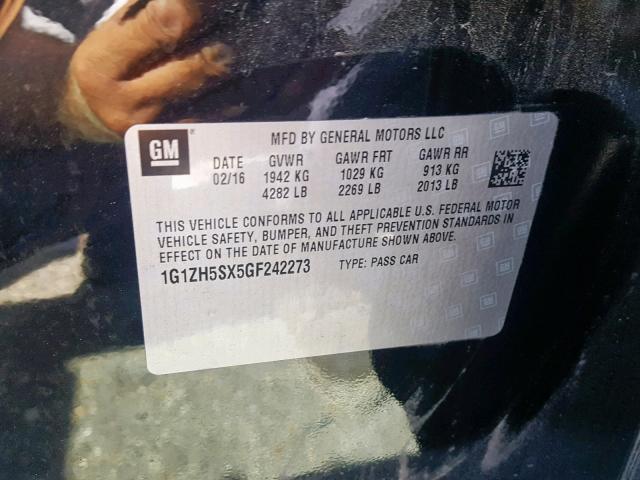 GM
MFD BY GENERAL MOTORS LLC
DATE GVWR GAWR FRT GAWR RR
02/16 1942 KG 1029 KG 913 KG
4282 LB 2269 LB 2013 LB
THIS VEHICLE CONFORMS TO ALL APPLICABLE U.S. FEDERAL MOTOR
VEHICLE SAFETY, BUMPER, AND THEFT PREVENTION STANDARDS IN
EFFECT ON THE DATE OF MANUFACTURE SHOWN ABOVE.
1G1ZH5SX5GF242273 TYPE: PASS CAR